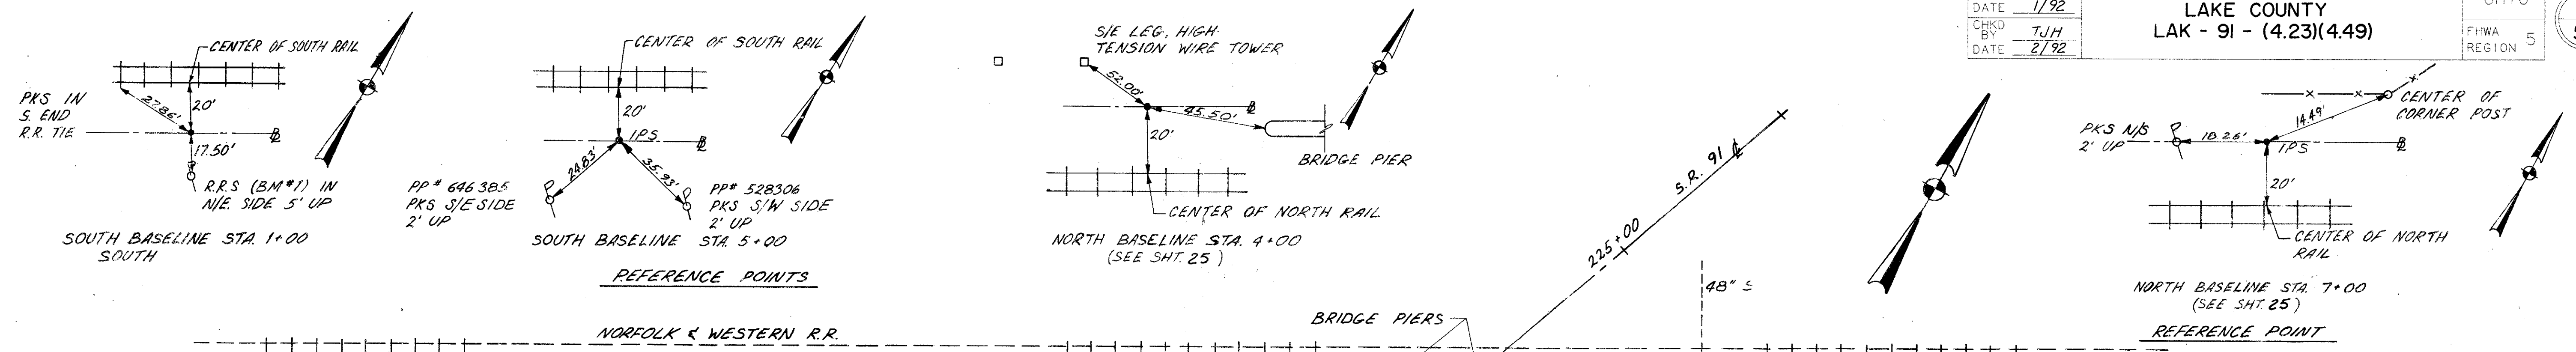 CENTER OF SOUTH RAIL
PKS IN
S. END
R.R. TIE
27.86'
20'
17.50'
R.R.S (BM#1) IN
N/E. SIDE 5' UP
SOUTH BASELINE STA. 1+00
SOUTH
CENTER OF SOUTH RAIL
20'
IPS
24.83'
35.93'
PP# 646385
PKS S/E SIDE
2' UP
PP# 528306
PKS S/W SIDE
2' UP
SOUTH BASELINE STA. 5+00
REFERENCE POINTS
S/E LEG, HIGH
TENSION WIRE TOWER
52.00'
45.50'
20'
BRIDGE PIER
CENTER OF NORTH RAIL
NORTH BASELINE STA. 4+00
(SEE SHT. 25)
S.R. 91 ℄
225+00
48" S
BRIDGE PIERS
NORFOLK & WESTERN R.R.
DATE 1/92
CHKD BY TJH
DATE 2/92
LAKE COUNTY
LAK - 91 - (4.23)(4.49)
FHWA
REGION 5
CENTER OF
CORNER POST
14.49'
PKS N/S
2' UP
18.26'
IPS
20'
CENTER OF NORTH
RAIL
NORTH BASELINE STA. 7+00
(SEE SHT. 25)
REFERENCE POINT